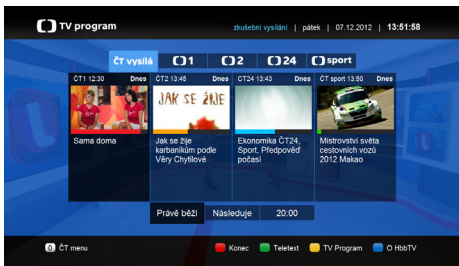 TV program
zkušební vysílání | pátek | 07.12.2012 | 13:51:58
ČT vysílá 1 2 24 sport
ČT1 12:30 Dnes
Sama doma
ČT2 13:45 Dnes
JAK SE ŽIJE
Jak se žije
karbanikům podle
Věry Chytilové
ČT24 13:43 Dnes
Ekonomika ČT24,
Sport, Předpověď
počasí
ČT sport 13:50 Dnes
Mistrovství světa
cestovních vozů
2012 Makao
Právě běží Následuje 20:00
0 ČT menu
Konec Teletext TV Program O HbbTV